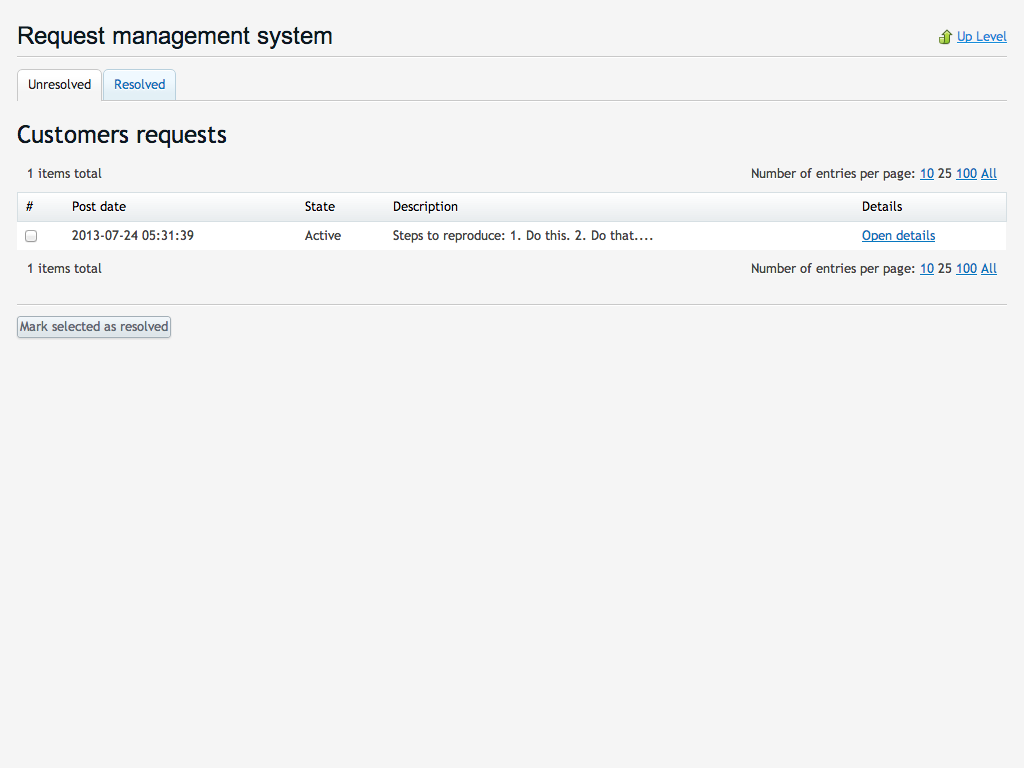 Request management system
Up Level
Unresolved Resolved
Customers requests
1 items total Number of entries per page: 10 25 100 All
# Post date State Description Details
2013-07-24 05:31:39 Active Steps to reproduce: 1. Do this. 2. Do that.... Open details
1 items total Number of entries per page: 10 25 100 All
Mark selected as resolved